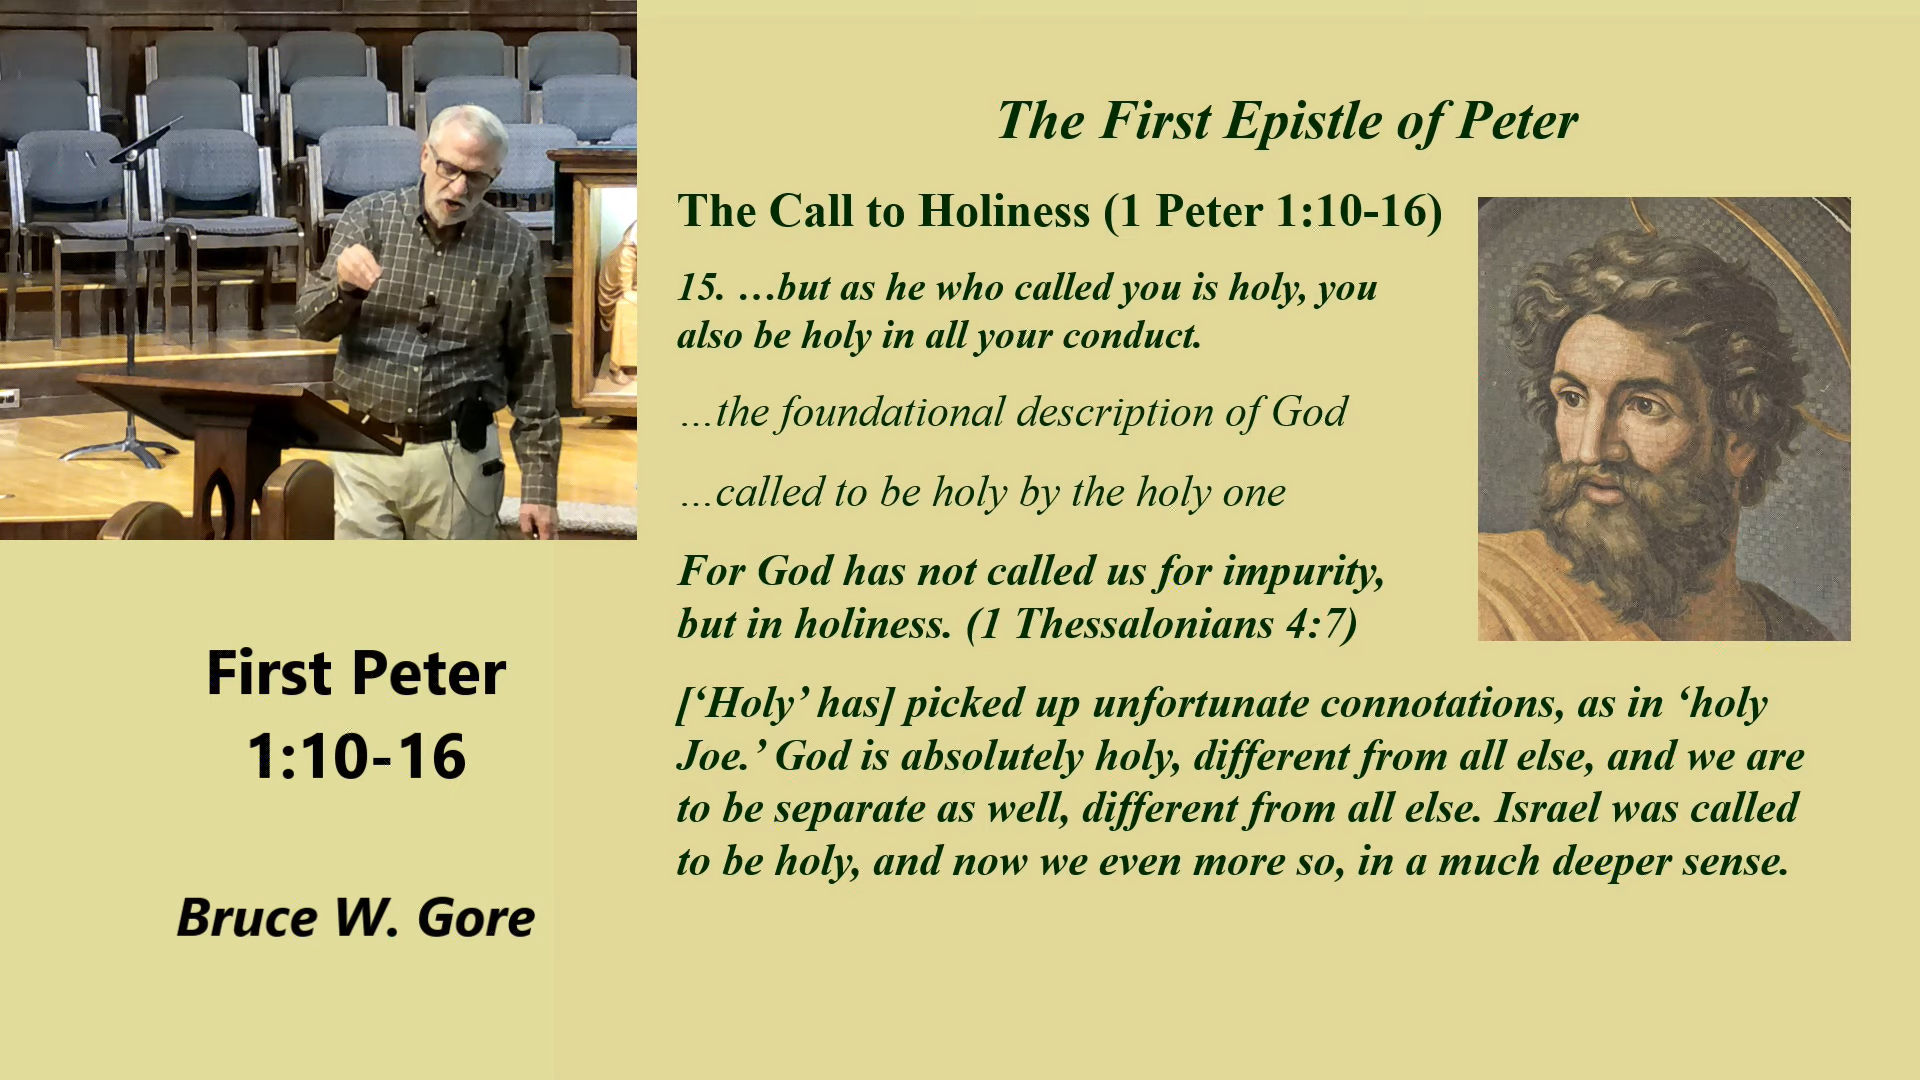 The First Epistle of Peter
The Call to Holiness (1 Peter 1:10-16)
15. …but as he who called you is holy, you
also be holy in all your conduct.
…the foundational description of God
…called to be holy by the holy one
For God has not called us for impurity,
but in holiness. (1 Thessalonians 4:7)
[‘Holy’ has] picked up unfortunate connotations, as in ‘holy
Joe.’ God is absolutely holy, different from all else, and we are
to be separate as well, different from all else. Israel was called
to be holy, and now we even more so, in a much deeper sense.
First Peter
1:10-16
Bruce W. Gore